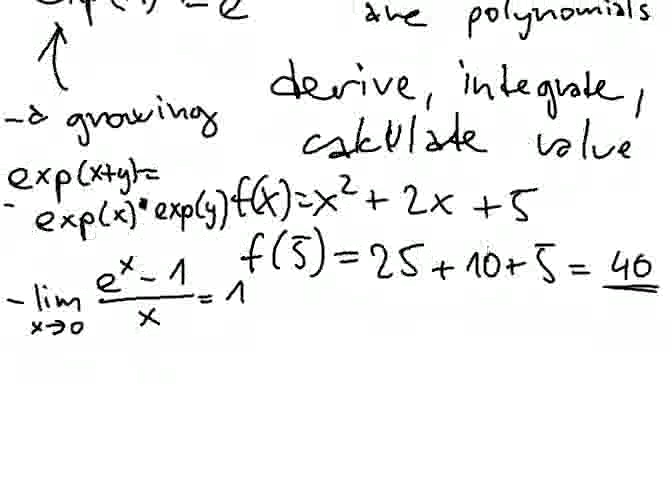 are polynomials
derive, integrate,
calculate value
→ growing
exp(x+y)=
- exp(x)·exp(y)
f(x)=x² + 2x + 5
f(5) = 25 + 10 + 5 = 40
- lim x→0 (eˣ - 1)/x = 1